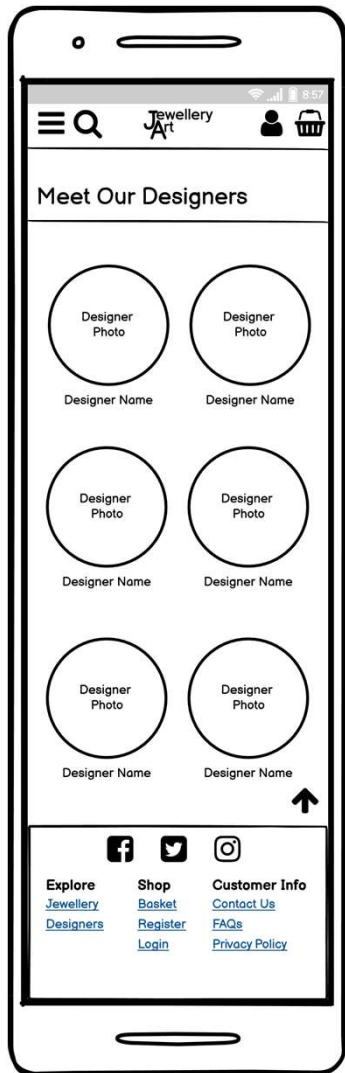 8:57
Jewellery
Art
Meet Our Designers
Designer
Photo
Designer
Photo
Designer Name
Designer Name
Designer
Photo
Designer
Photo
Designer Name
Designer Name
Designer
Photo
Designer
Photo
Designer Name
Designer Name
Explore
Shop
Customer Info
Jewellery
Basket
Contact Us
Designers
Register
FAQs
Login
Privacy Policy